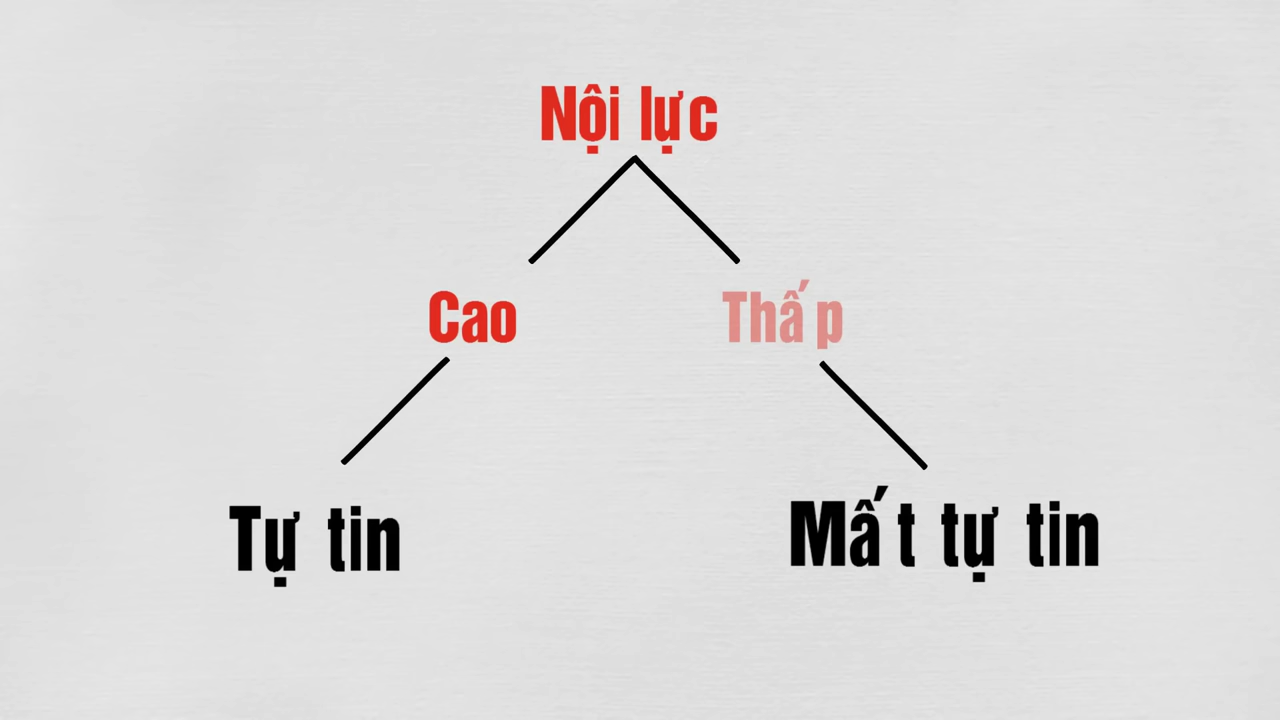 Nội lực
Cao
Thấp
Tự tin
Mất tự tin